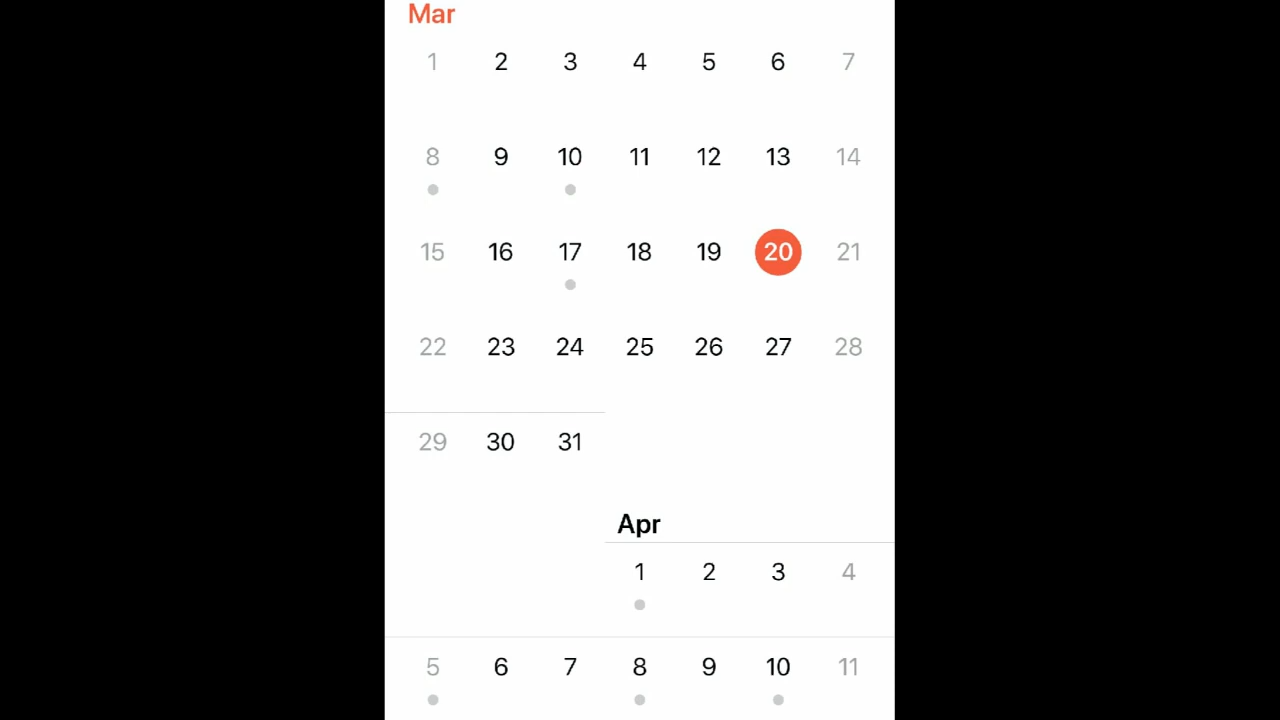 Mar
1 2 3 4 5 6 7
8 9 10 11 12 13 14
15 16 17 18 19 20 21
22 23 24 25 26 27 28
29 30 31
Apr
1 2 3 4
5 6 7 8 9 10 11